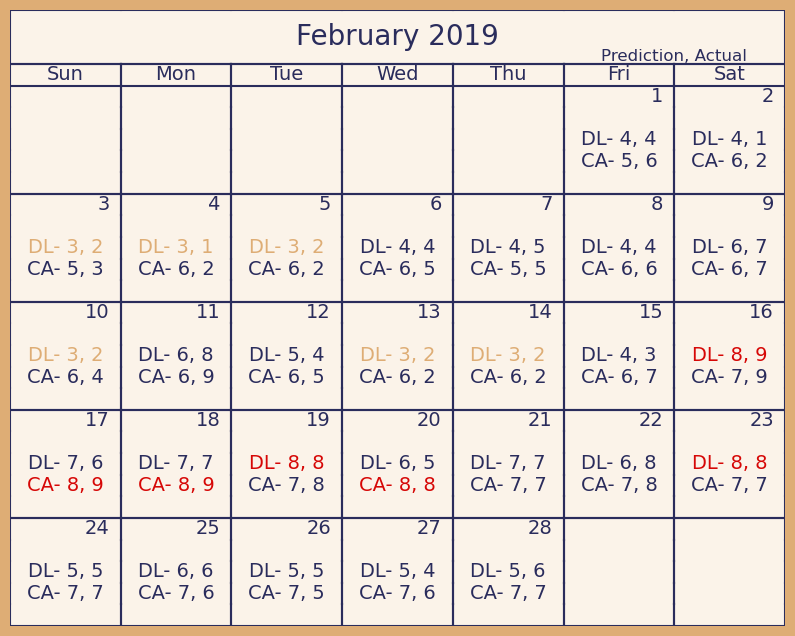 February 2019
Prediction, Actual
Sun Mon Tue Wed Thu Fri Sat
1 2
DL- 4, 4 DL- 4, 1
CA- 5, 6 CA- 6, 2
3 4 5 6 7 8 9
DL- 3, 2 DL- 3, 1 DL- 3, 2 DL- 4, 4 DL- 4, 5 DL- 4, 4 DL- 6, 7
CA- 5, 3 CA- 6, 2 CA- 6, 2 CA- 6, 5 CA- 5, 5 CA- 6, 6 CA- 6, 7
10 11 12 13 14 15 16
DL- 3, 2 DL- 6, 8 DL- 5, 4 DL- 3, 2 DL- 3, 2 DL- 4, 3 DL- 8, 9
CA- 6, 4 CA- 6, 9 CA- 6, 5 CA- 6, 2 CA- 6, 2 CA- 6, 7 CA- 7, 9
17 18 19 20 21 22 23
DL- 7, 6 DL- 7, 7 DL- 8, 8 DL- 6, 5 DL- 7, 7 DL- 6, 8 DL- 8, 8
CA- 8, 9 CA- 8, 9 CA- 7, 8 CA- 8, 8 CA- 7, 7 CA- 7, 8 CA- 7, 7
24 25 26 27 28
DL- 5, 5 DL- 6, 6 DL- 5, 5 DL- 5, 4 DL- 5, 6
CA- 7, 7 CA- 7, 6 CA- 7, 5 CA- 7, 6 CA- 7, 7